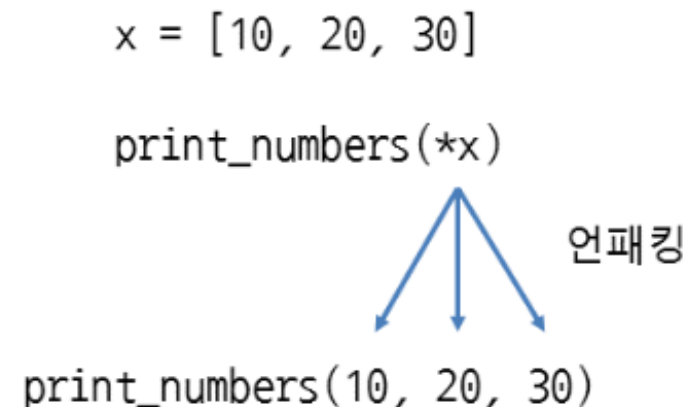 x = [10, 20, 30]
print_numbers(*x)
언패킹
print_numbers(10, 20, 30)